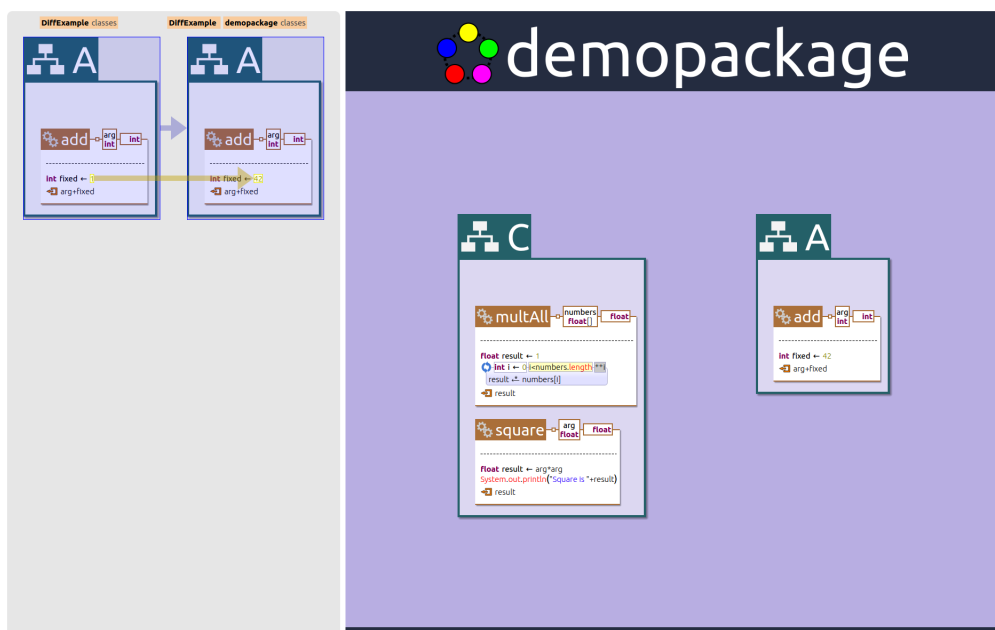 DiffExample classes
DiffExample demopackage classes
A
add arg int int
int fixed ← 1
arg+fixed
A
add arg int int
int fixed ← 42
arg+fixed
demopackage
C
multAll numbers float[] float
float result ← 1
int i ← 0 i<numbers.length
result numbers[i]
result
square arg float float
float result ← arg*arg
System.out.println("Square is "+result)
result
A
add arg int int
int fixed ← 42
arg+fixed